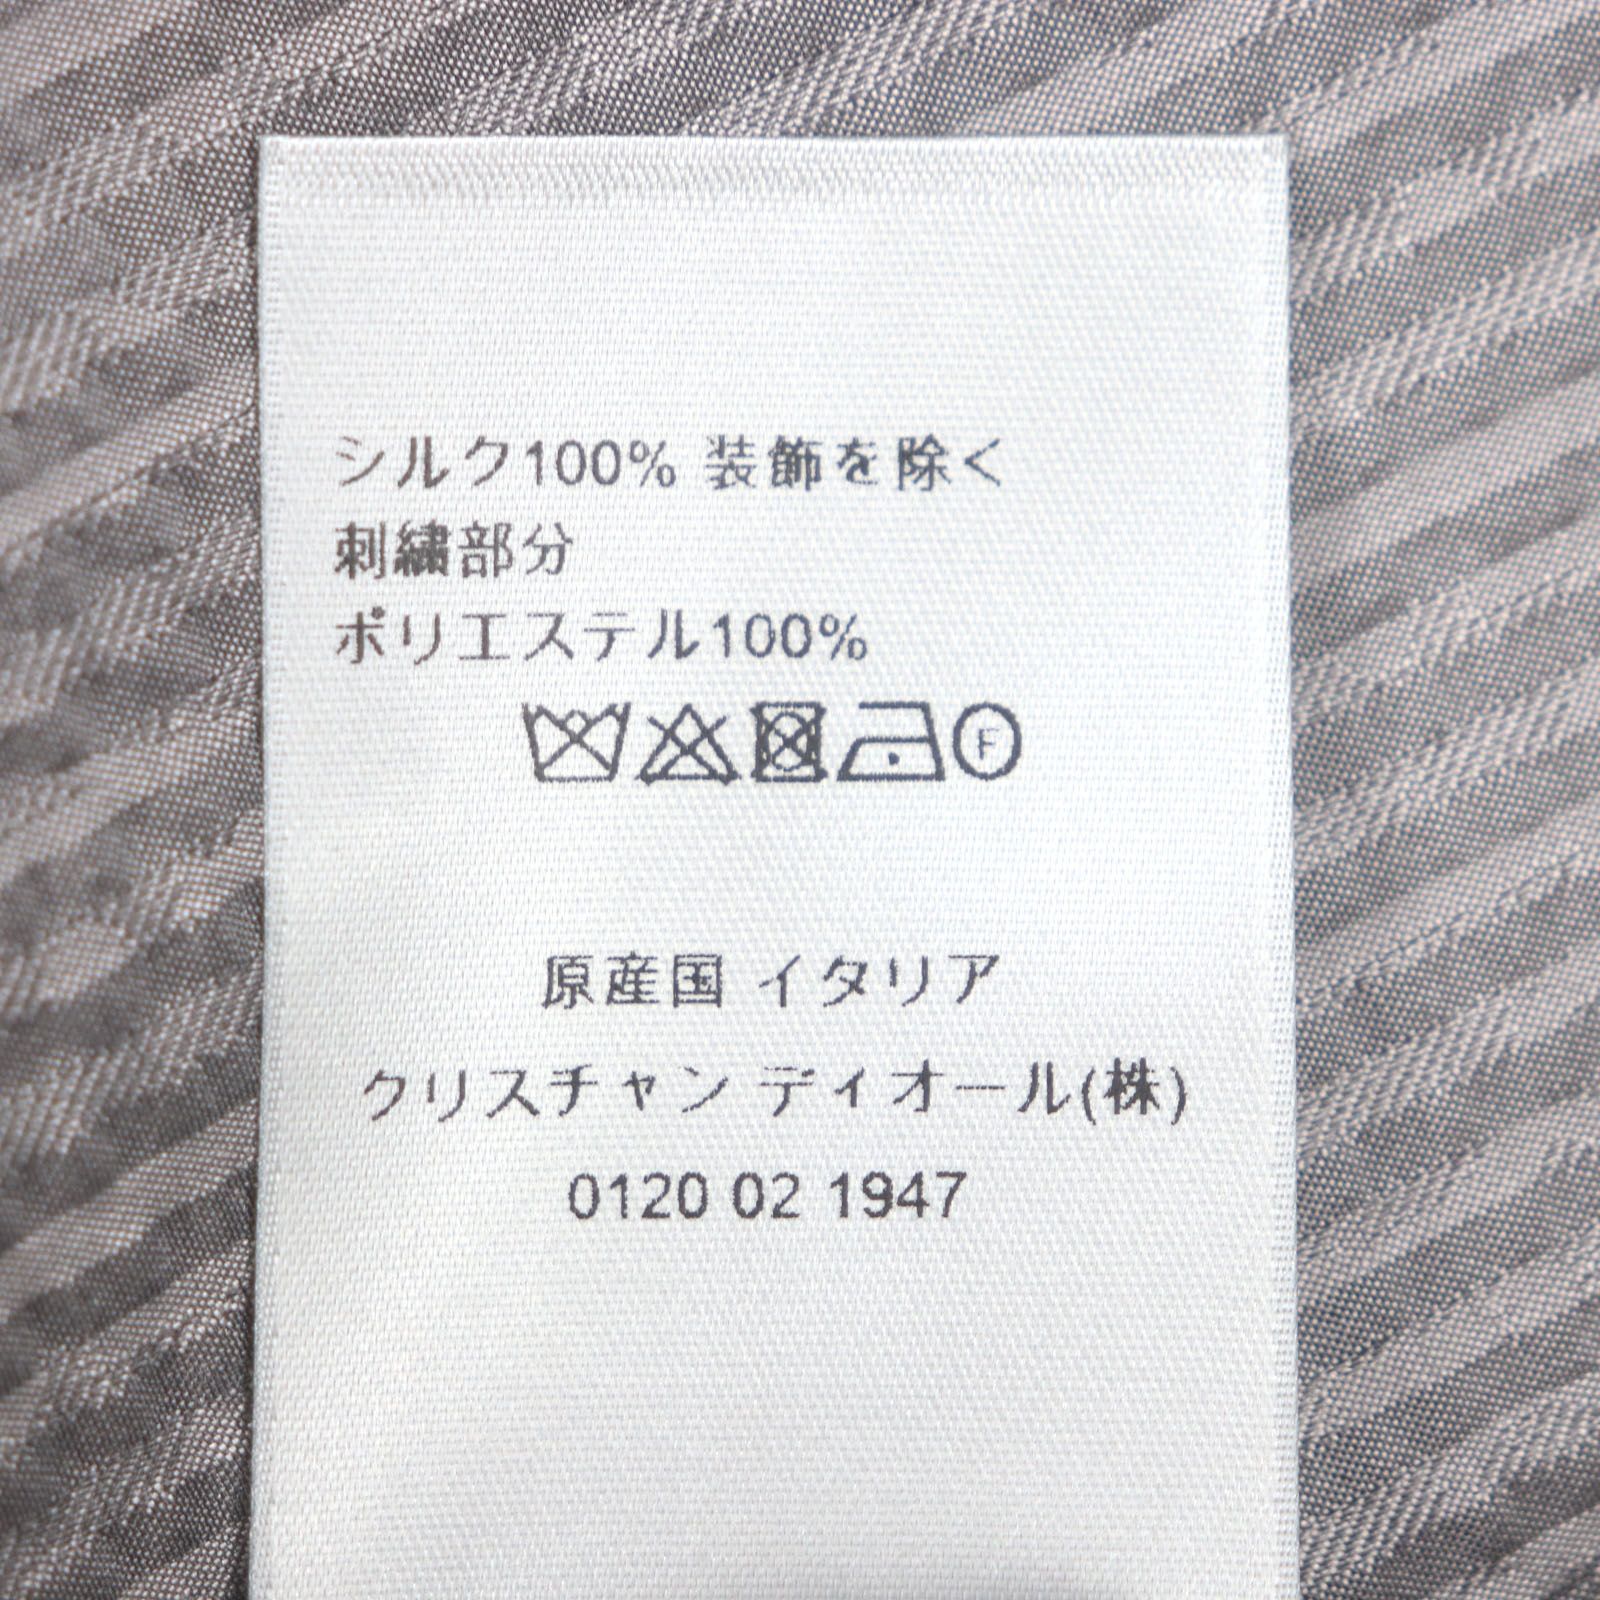 シルク100% 装飾を除く
刺繍部分
ポリエステル100%
F
原産国 イタリア
クリスチャン ディオール(株)
0120 02 1947